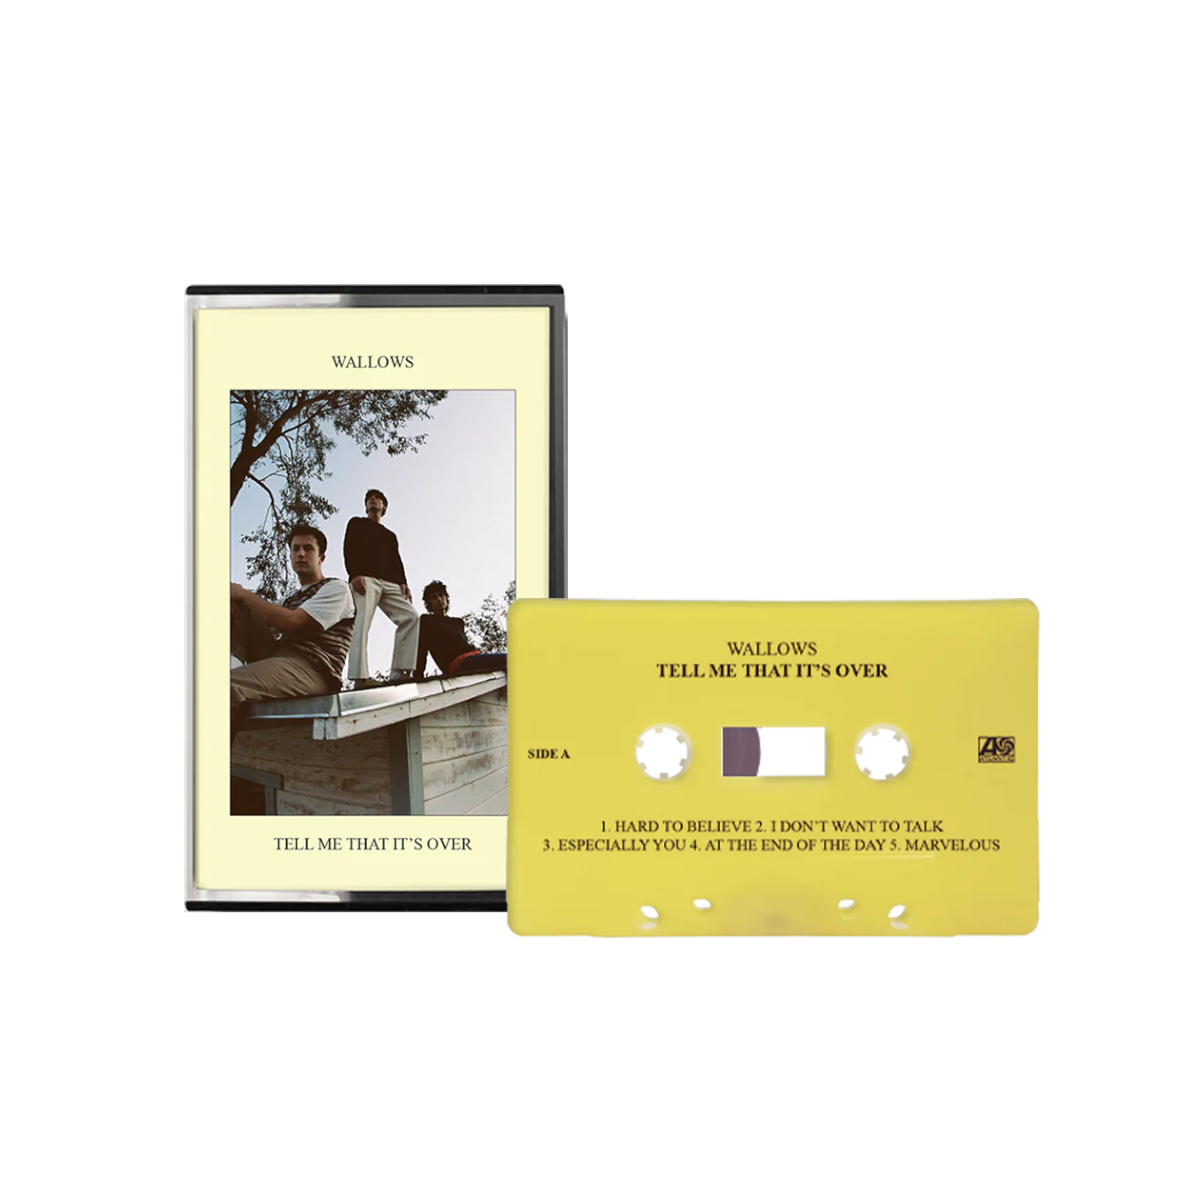 WALLOWS
TELL ME THAT IT'S OVER
WALLOWS
TELL ME THAT IT'S OVER
SIDE A
ATLANTIC
1. HARD TO BELIEVE 2. I DON'T WANT TO TALK
3. ESPECIALLY YOU 4. AT THE END OF THE DAY 5. MARVELOUS